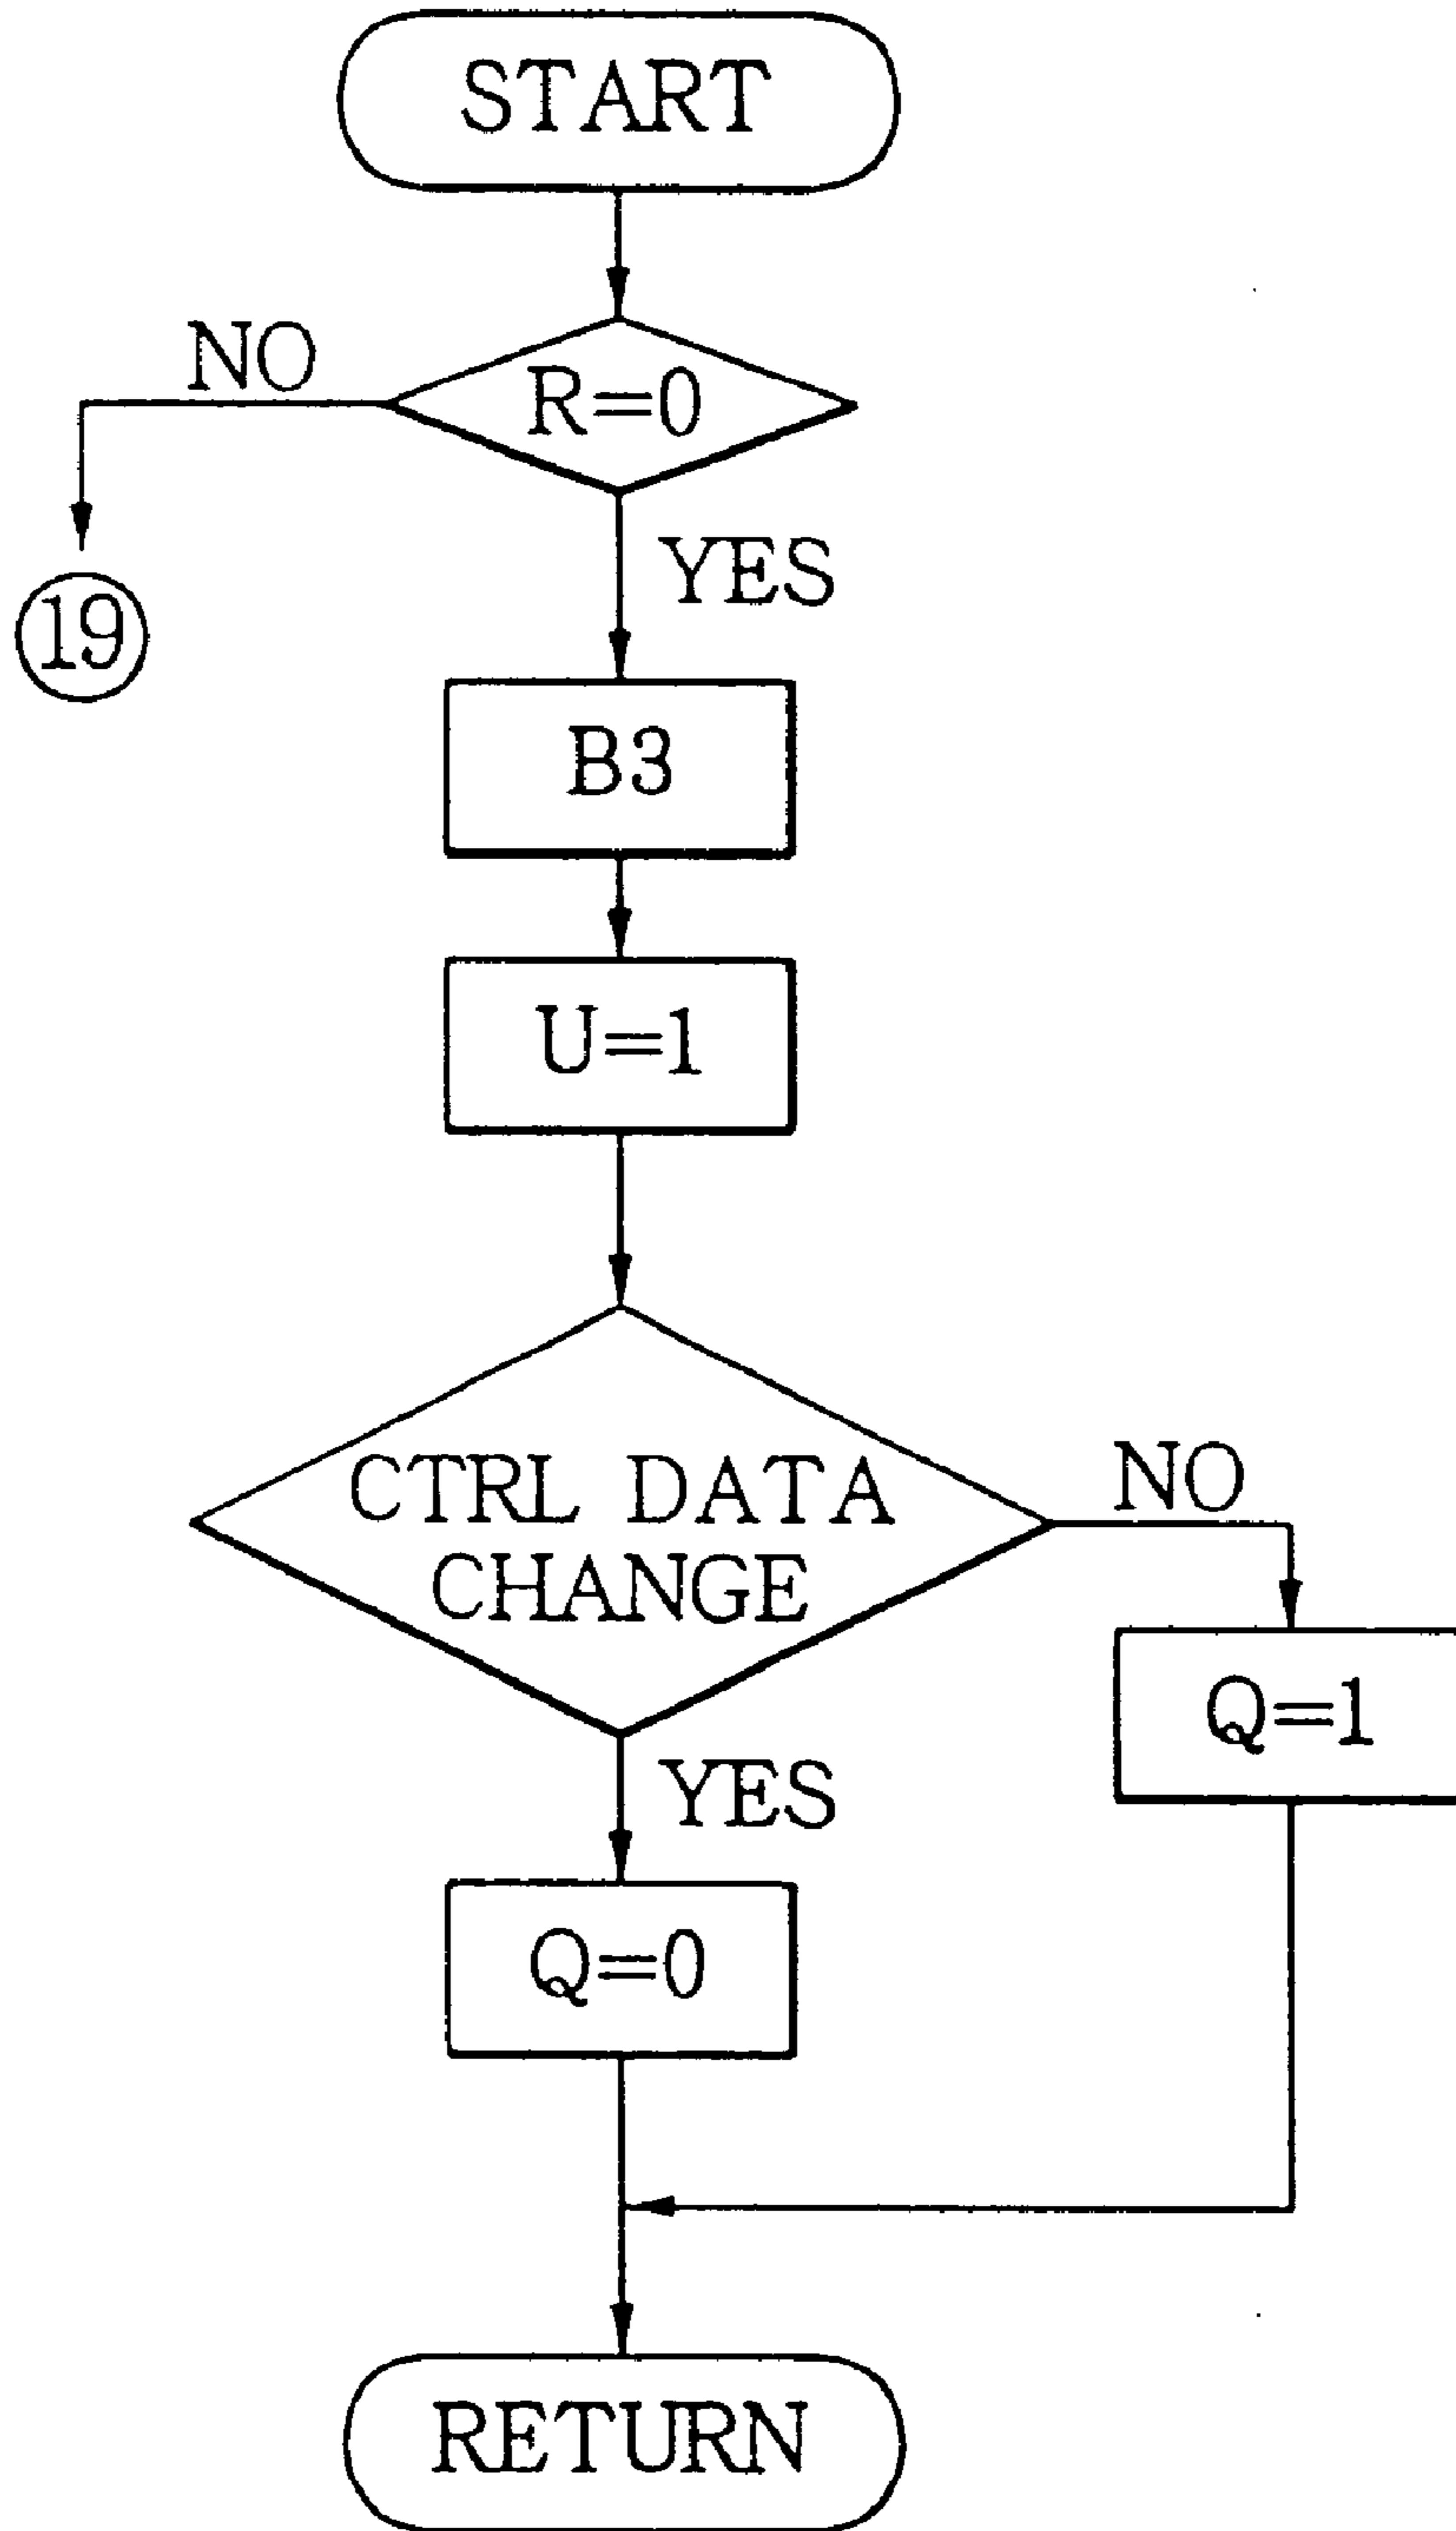 START
NO
R=0
YES
19
B3
U=1
CTRL DATA
CHANGE
NO
Q=1
YES
Q=0
RETURN